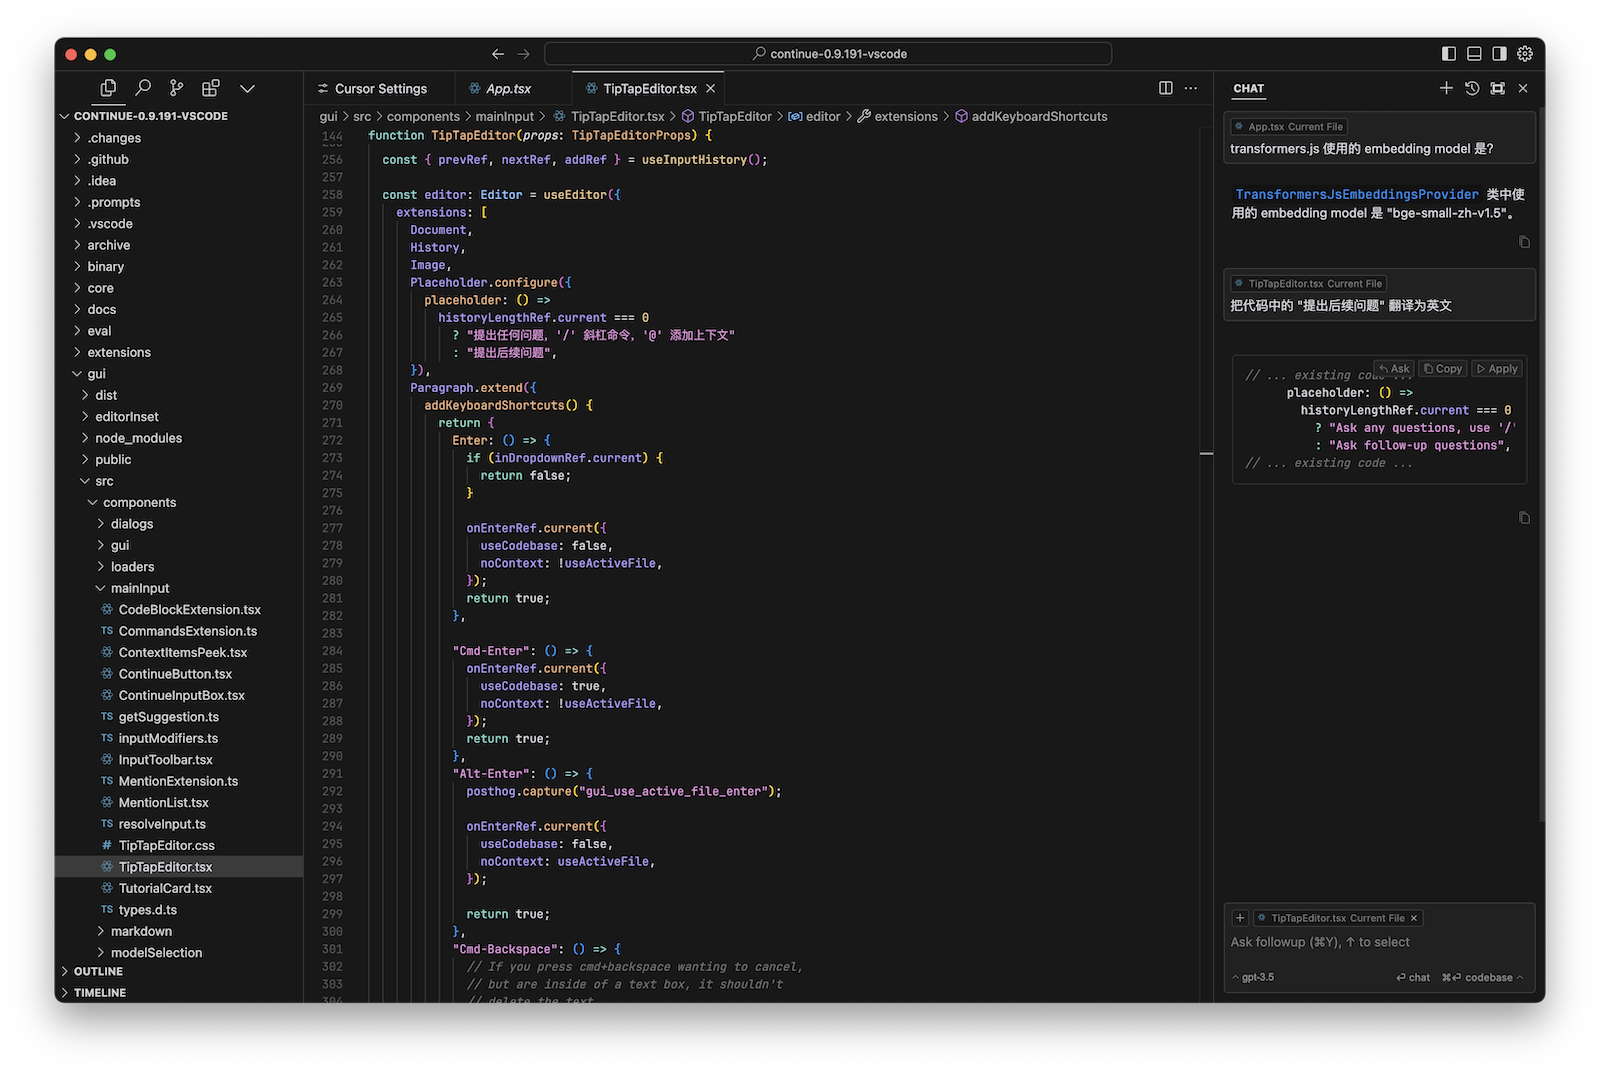 continue-0.9.191-vscode
CONTINUE-0.9.191-VSCODE
.changes
.github
.idea
.prompts
.vscode
archive
binary
core
docs
eval
extensions
gui
dist
editorInset
node_modules
public
src
components
dialogs
gui
loaders
mainInput
CodeBlockExtension.tsx
TS CommandsExtension.ts
ContextItemsPeek.tsx
ContinueButton.tsx
ContinueInputBox.tsx
TS getSuggestion.ts
TS inputModifiers.ts
InputToolbar.tsx
TS MentionExtension.ts
MentionList.tsx
TS resolveInput.ts
# TipTapEditor.css
TipTapEditor.tsx
TutorialCard.tsx
TS types.d.ts
markdown
modelSelection
OUTLINE
TIMELINE
Cursor Settings
App.tsx
TipTapEditor.tsx
gui > src > components > mainInput > TipTapEditor.tsx > TipTapEditor > editor > extensions > addKeyboardShortcuts
144 function TipTapEditor(props: TipTapEditorProps) {
256 const { prevRef, nextRef, addRef } = useInputHistory();
257
258 const editor: Editor = useEditor({
259 extensions: [
260 Document,
261 History,
262 Image,
263 Placeholder.configure({
264 placeholder: () =>
265 historyLengthRef.current === 0
266 ? "提出任何问题, '/' 斜杠命令, '@' 添加上下文"
267 : "提出后续问题",
268 }),
269 Paragraph.extend({
270 addKeyboardShortcuts() {
271 return {
272 Enter: () => {
273 if (inDropdownRef.current) {
274 return false;
275 }
276
277 onEnterRef.current({
278 useCodebase: false,
279 noContext: !useActiveFile,
280 });
281 return true;
282 },
283
284 "Cmd-Enter": () => {
285 onEnterRef.current({
286 useCodebase: true,
287 noContext: !useActiveFile,
288 });
289 return true;
290 },
291 "Alt-Enter": () => {
292 posthog.capture("gui_use_active_file_enter");
293
294 onEnterRef.current({
295 useCodebase: false,
296 noContext: useActiveFile,
297 });
298
299 return true;
300 },
301 "Cmd-Backspace": () => {
302 // If you press cmd+backspace wanting to cancel,
303 // but are inside of a text box, it shouldn't
304 // delete the text
CHAT
App.tsx Current File
transformers.js 使用的 embedding model 是?
TransformersJsEmbeddingsProvider 类中使
用的 embedding model 是 "bge-small-zh-v1.5"。
TipTapEditor.tsx Current File
把代码中的 "提出后续问题" 翻译为英文
Ask Copy Apply
// ... existing code ...
placeholder: () =>
historyLengthRef.current === 0
? "Ask any questions, use '/'
: "Ask follow-up questions",
// ... existing code ...
+ TipTapEditor.tsx Current File ×
Ask followup (⌘Y), ↑ to select
gpt-3.5
⏎ chat ⌘⏎ codebase